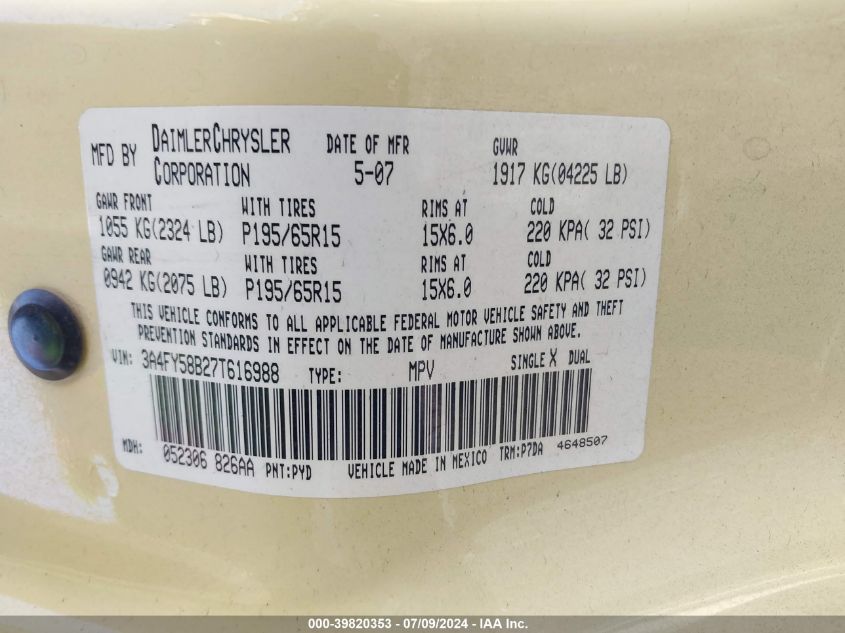 MFD BY DAIMLERCHRYSLER CORPORATION DATE OF MFR 5-07 GVWR 1917 KG(04225 LB)
GAWR FRONT WITH TIRES RIMS AT COLD
1055 KG(2324 LB) P195/65R15 15X6.0 220 KPA( 32 PSI)
GAWR REAR WITH TIRES RIMS AT COLD
0942 KG(2075 LB) P195/65R15 15X6.0 220 KPA( 32 PSI)
THIS VEHICLE CONFORMS TO ALL APPLICABLE FEDERAL MOTOR VEHICLE SAFETY AND THEFT
PREVENTION STANDARDS IN EFFECT ON THE DATE OF MANUFACTURE SHOWN ABOVE.
VIN: 3A4FY58B27T616988 TYPE: MPV SINGLE X DUAL
MDH: 052306 826AA PNT:PYD VEHICLE MADE IN MEXICO TRM:P7DA 4648507
000-39820353 - 07/09/2024 - IAA Inc.